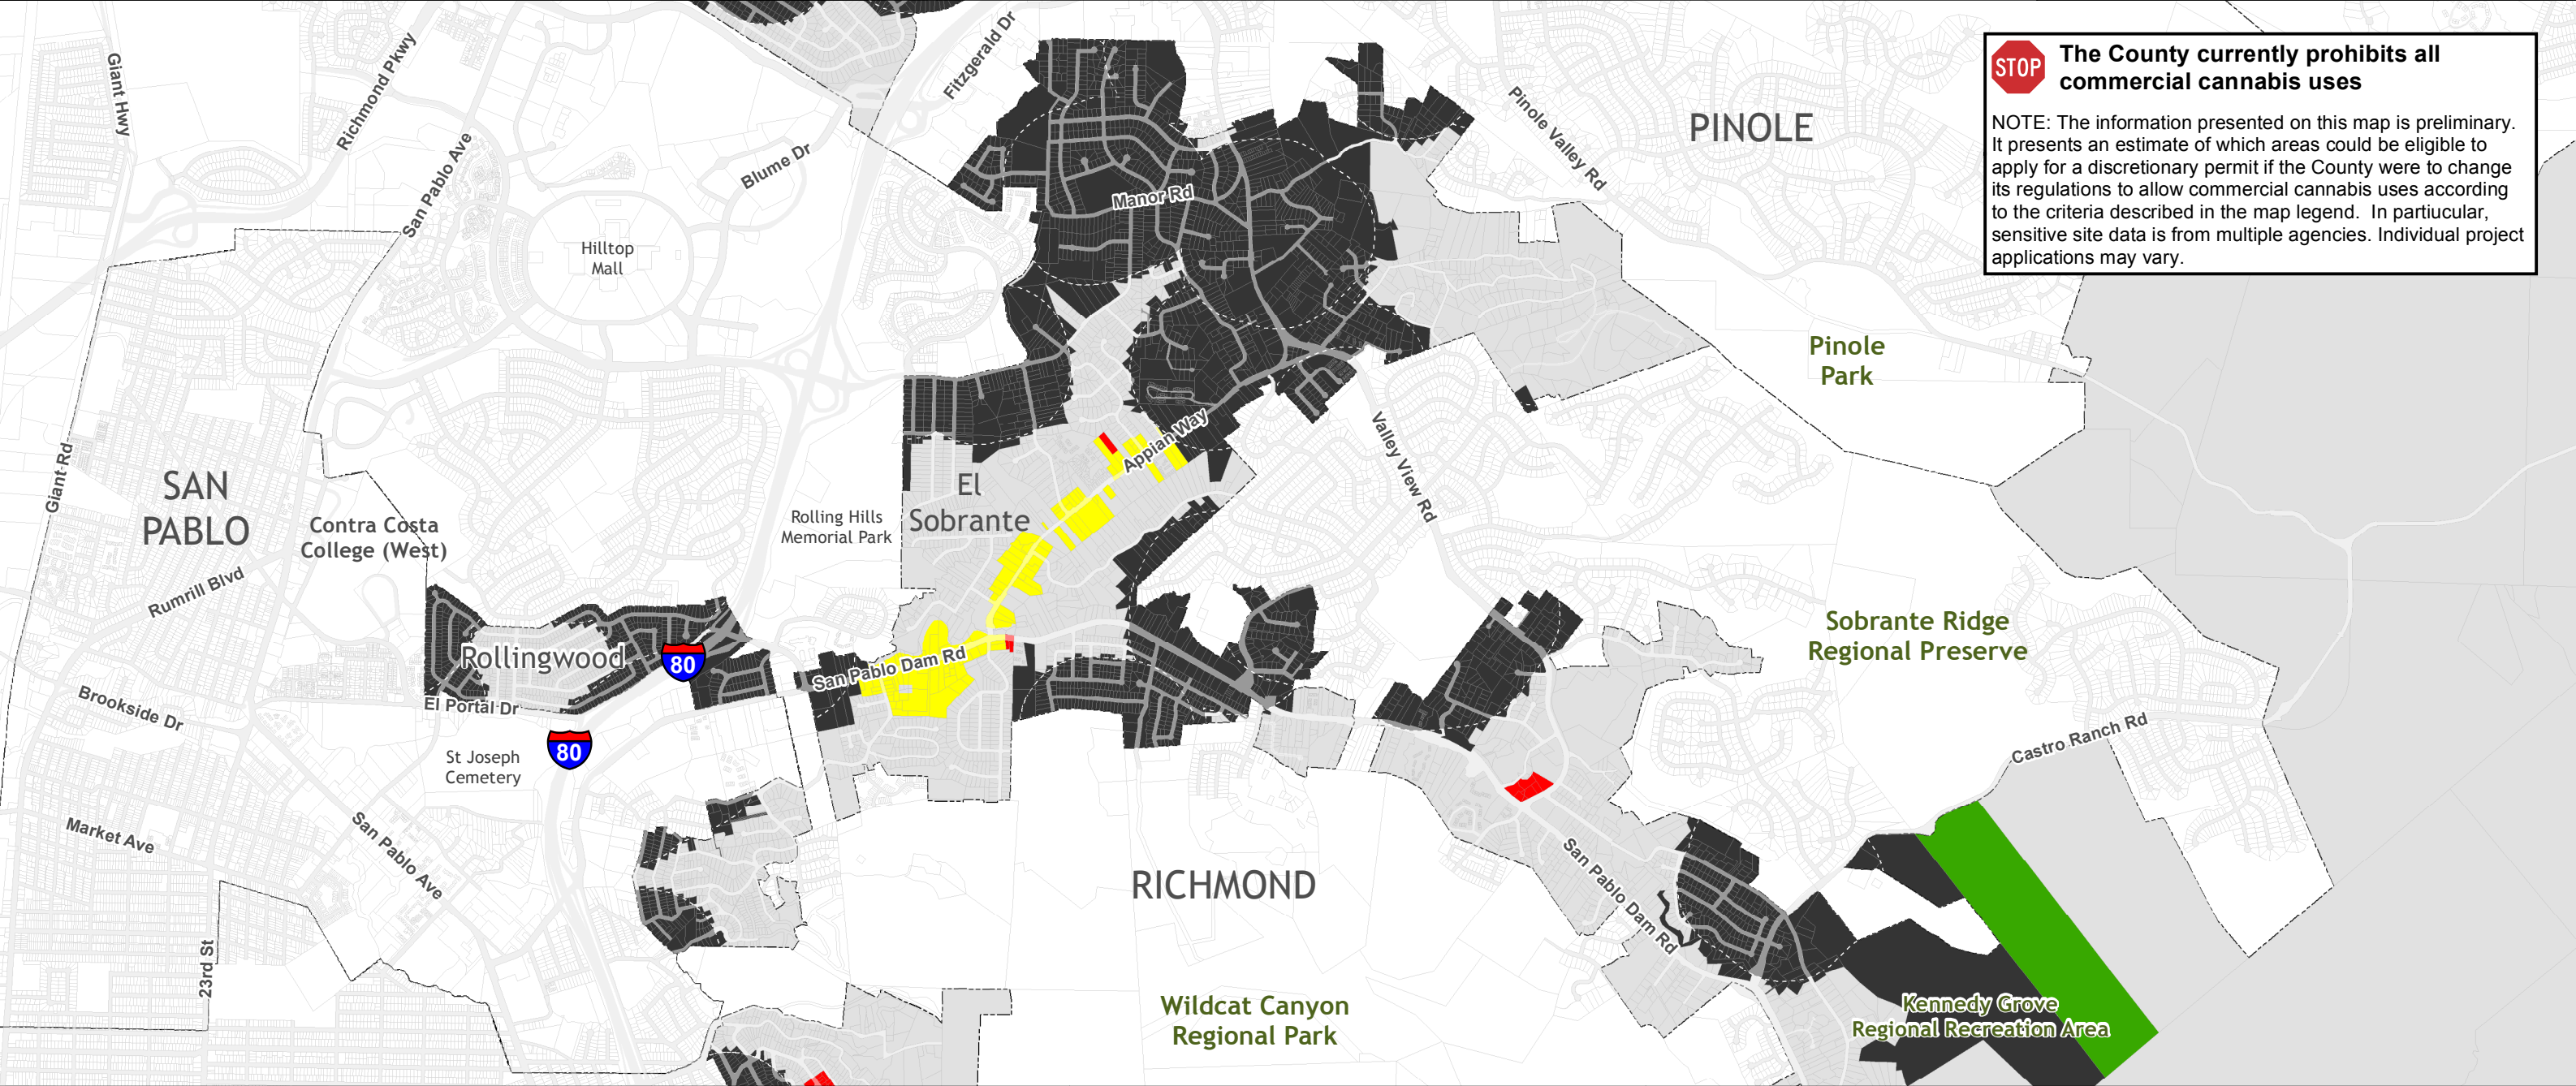 STOP
The County currently prohibits all
commercial cannabis uses
NOTE: The information presented on this map is preliminary.
It presents an estimate of which areas could be eligible to
apply for a discretionary permit if the County were to change
its regulations to allow commercial cannabis uses according
to the criteria described in the map legend.  In partiucular,
sensitive site data is from multiple agencies. Individual project
applications may vary.
Giant Hwy
Richmond Pkwy
San Pablo Ave
Fitzgerald Dr
Blume Dr
Hilltop
Mall
Manor Rd
Pinole Valley Rd
PINOLE
Pinole
Park
Giant Rd
SAN
PABLO
Contra Costa
College (West)
Rumrill Blvd
Rolling Hills
Memorial Park
El
Sobrante
Appian Way
Valley View Rd
Rollingwood
80
San Pablo Dam Rd
Sobrante Ridge
Regional Preserve
Brookside Dr
El Portal Dr
80
St Joseph
Cemetery
Castro Ranch Rd
Market Ave
San Pablo Ave
RICHMOND
San Pablo Dam Rd
23rd St
Wildcat Canyon
Regional Park
Kennedy Grove
Regional Recreation Area